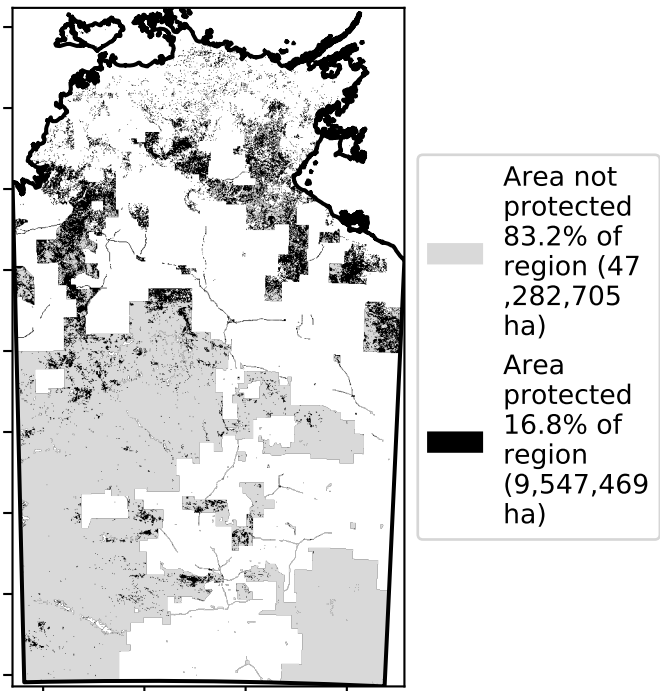 Area not
protected
83.2% of
region (47
,282,705
ha)
Area
protected
16.8% of
region
(9,547,469
ha)